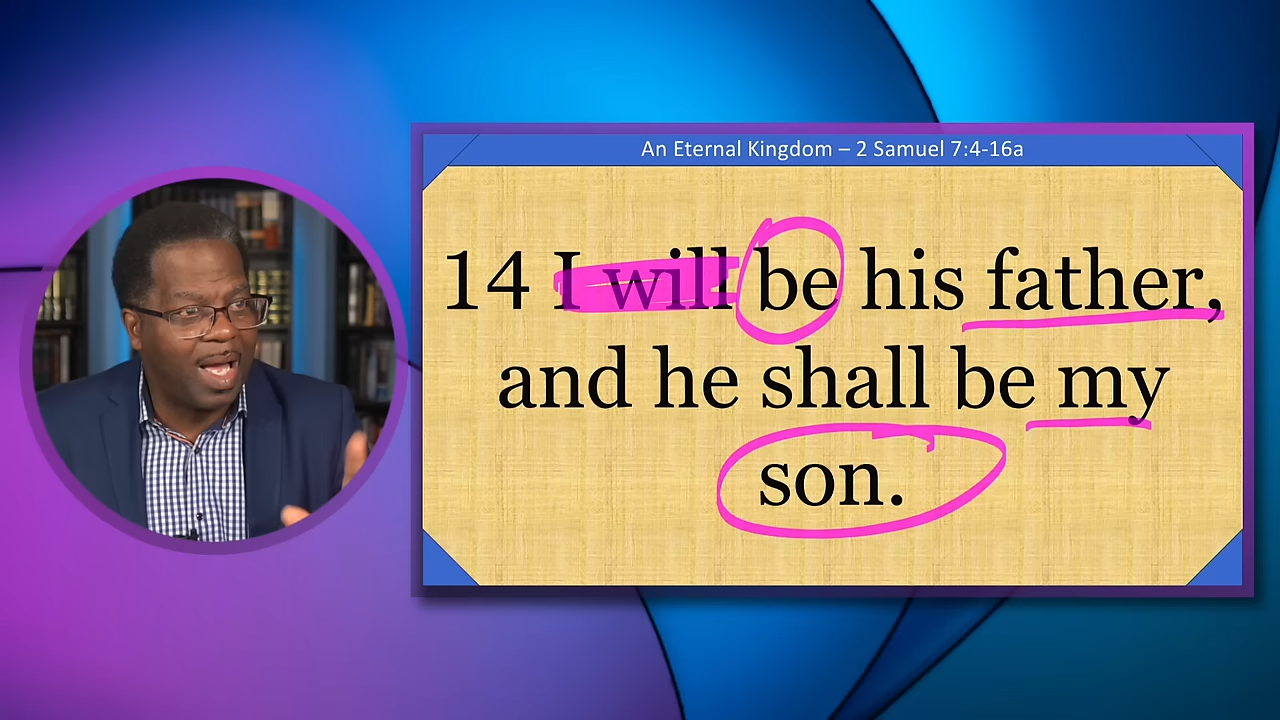 An Eternal Kingdom – 2 Samuel 7:4-16a
14 I will be his father,
and he shall be my
son.